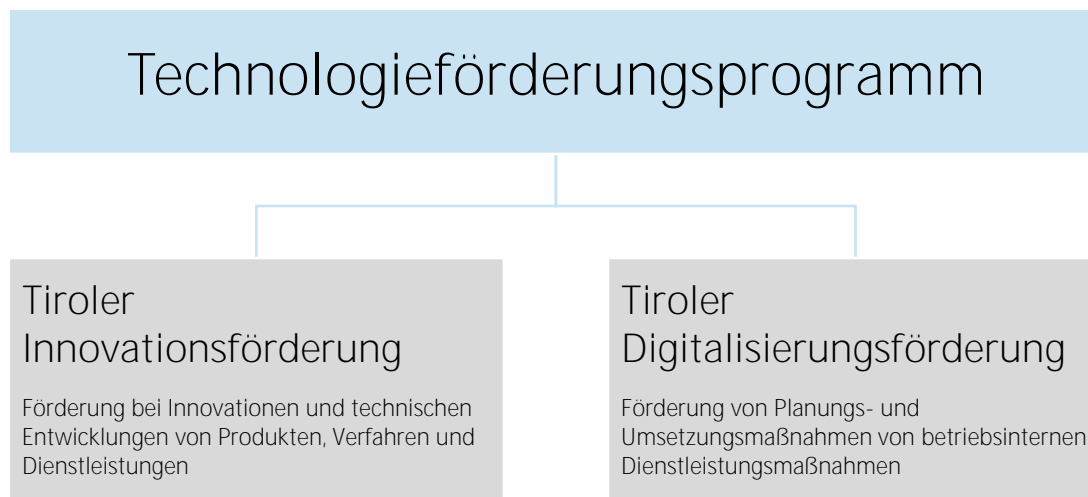 Technologieförderungsprogramm
Tiroler
Innovationsförderung
Förderung bei Innovationen und technischen
Entwicklungen von Produkten, Verfahren und
Dienstleistungen
Tiroler
Digitalisierungsförderung
Förderung von Planungs- und
Umsetzungsmaßnahmen von betriebsinternen
Dienstleistungsmaßnahmen